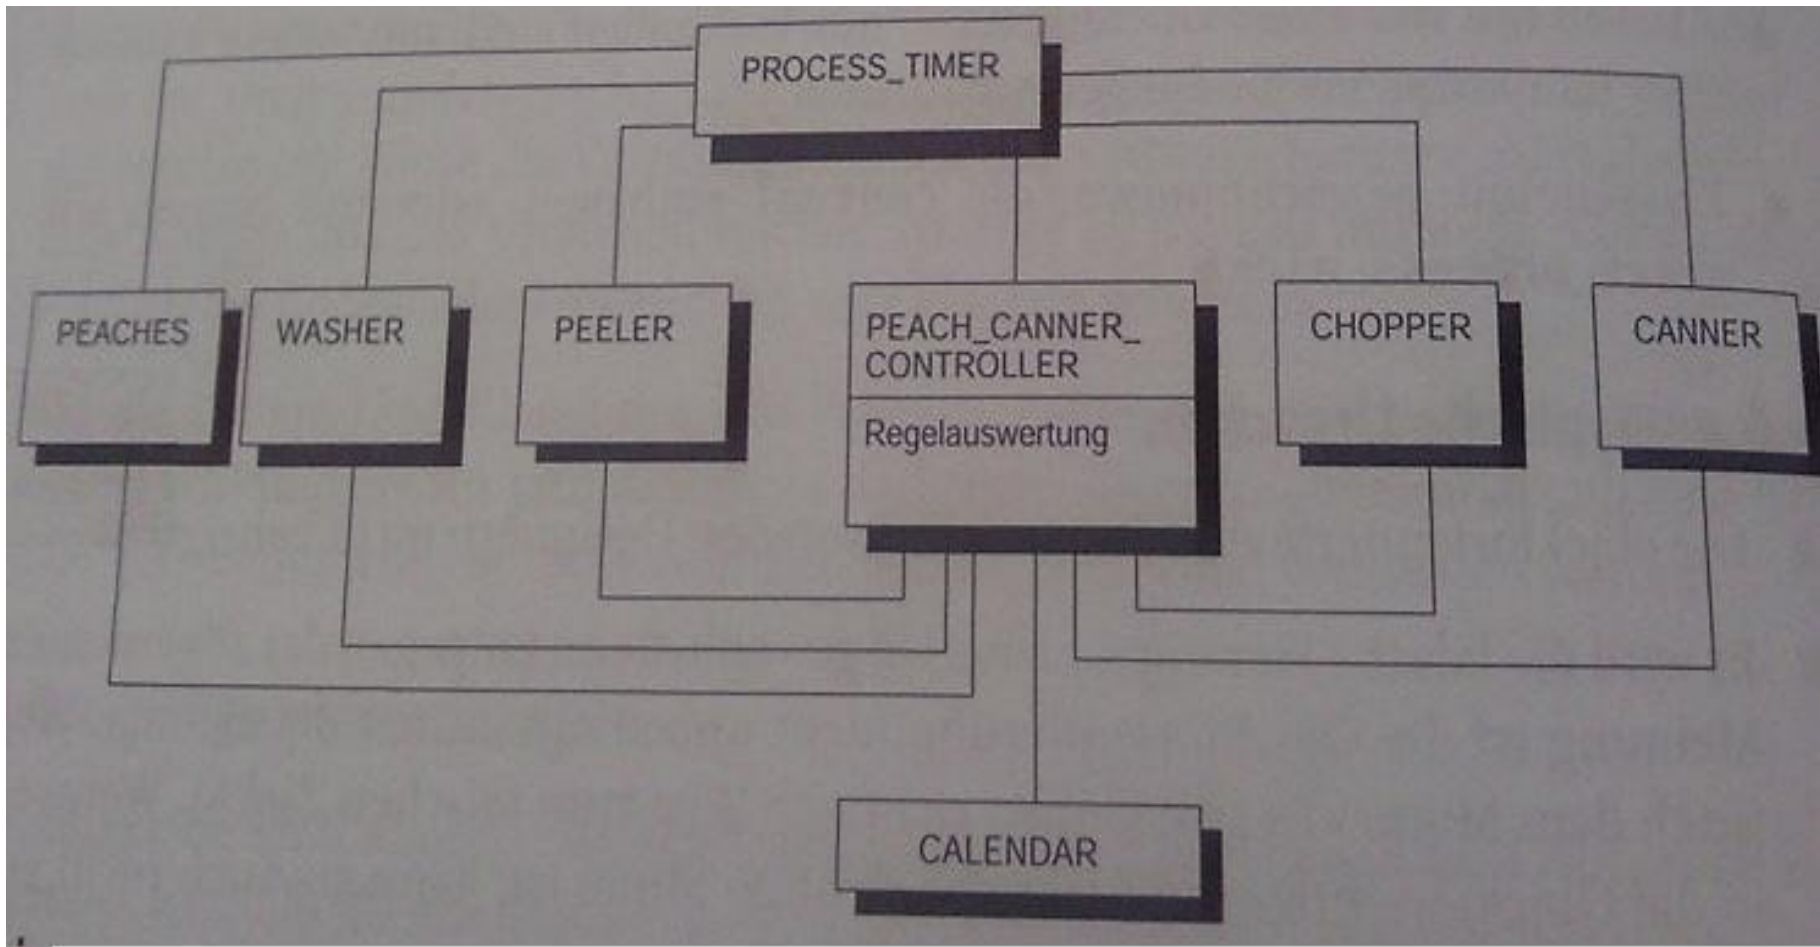 PROCESS_TIMER
PEACHES
WASHER
PEELER
PEACH_CANNER_
CONTROLLER
Regelauswertung
CHOPPER
CANNER
CALENDAR